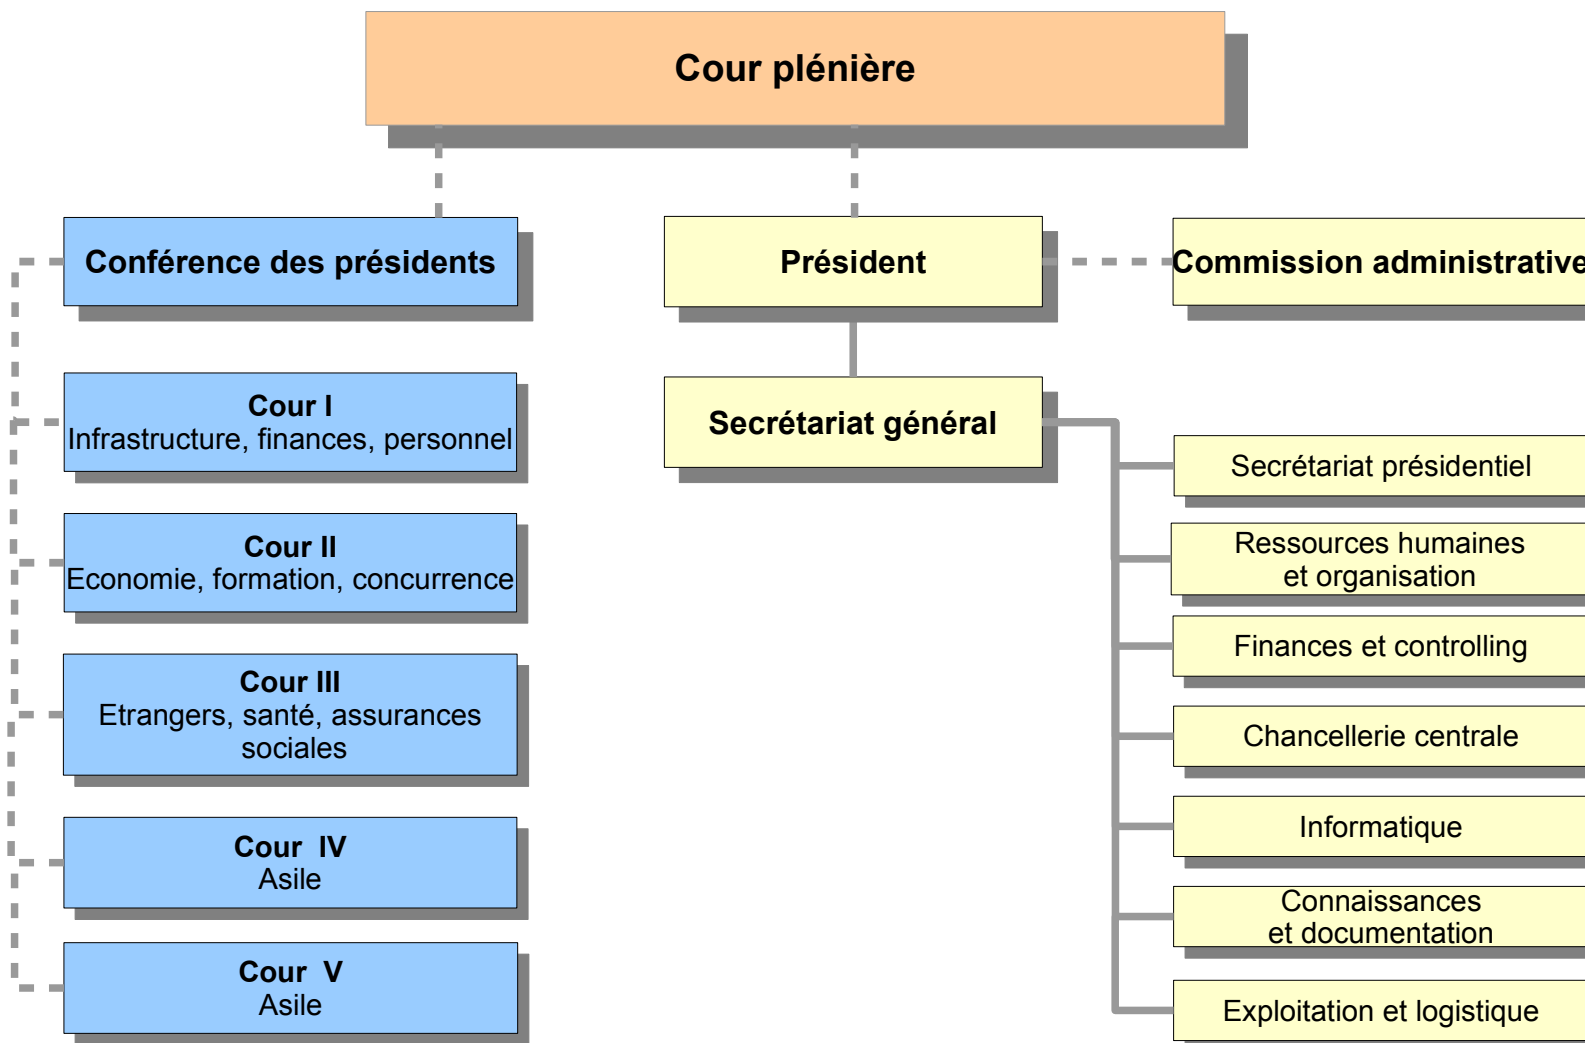 Cour plénière
Conférence des présidents
Président
Commission administrative
Cour I
Infrastructure, finances, personnel
Cour II
Economie, formation, concurrence
Cour III
Etrangers, santé, assurances
sociales
Cour IV
Asile
Cour V
Asile
Secrétariat général
Secrétariat présidentiel
Ressources humaines
et organisation
Finances et controlling
Chancellerie centrale
Informatique
Connaissances
et documentation
Exploitation et logistique